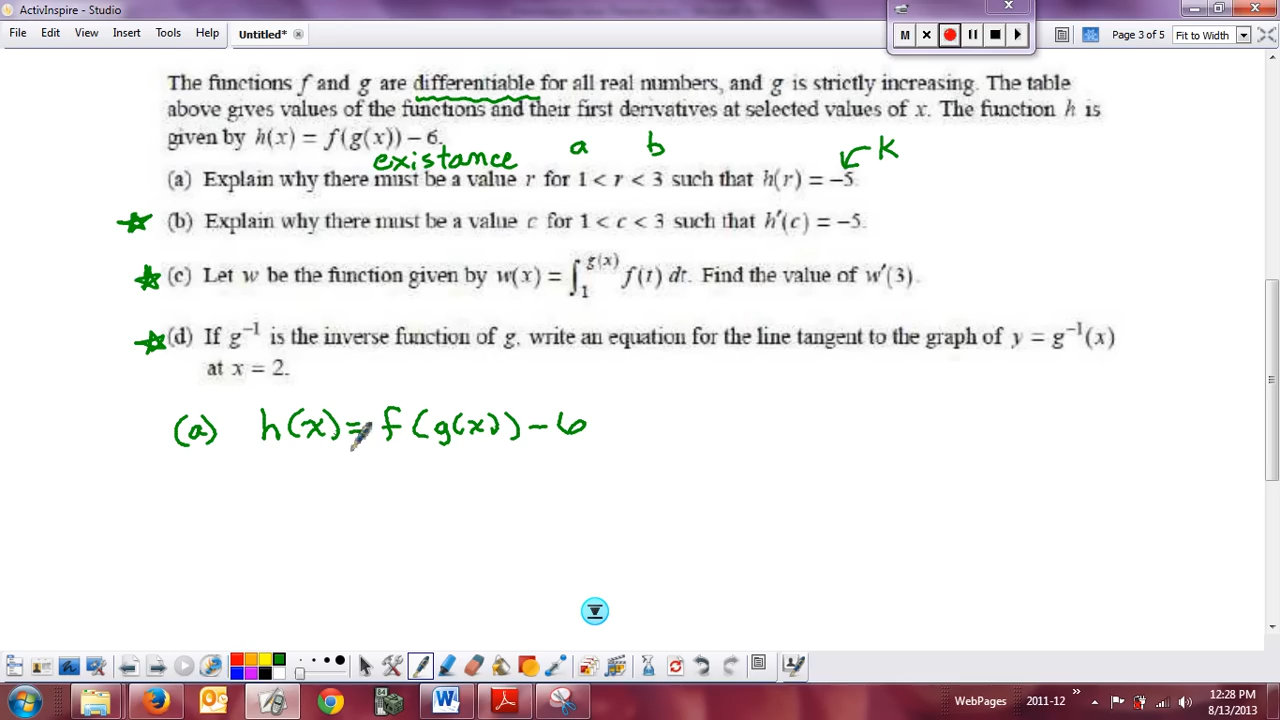 ActivInspire - Studio
File Edit View Insert Tools Help Untitled* Page 3 of 5 Fit to Width
M
The functions f and g are differentiable for all real numbers, and g is strictly increasing. The table
above gives values of the functions and their first derivatives at selected values of x. The function h is
given by h(x) = f(g(x)) − 6.
existance a b K
(a) Explain why there must be a value r for 1 < r < 3 such that h(r) = −5.
(b) Explain why there must be a value c for 1 < c < 3 such that h′(c) = −5.
(c) Let w be the function given by w(x) = ∫₁^g(x) f(t) dt. Find the value of w′(3).
(d) If g⁻¹ is the inverse function of g, write an equation for the line tangent to the graph of y = g⁻¹(x)
at x = 2.
(a) h(x) = f(g(x)) − 6
WebPages 2011-12 12:28 PM
8/13/2013